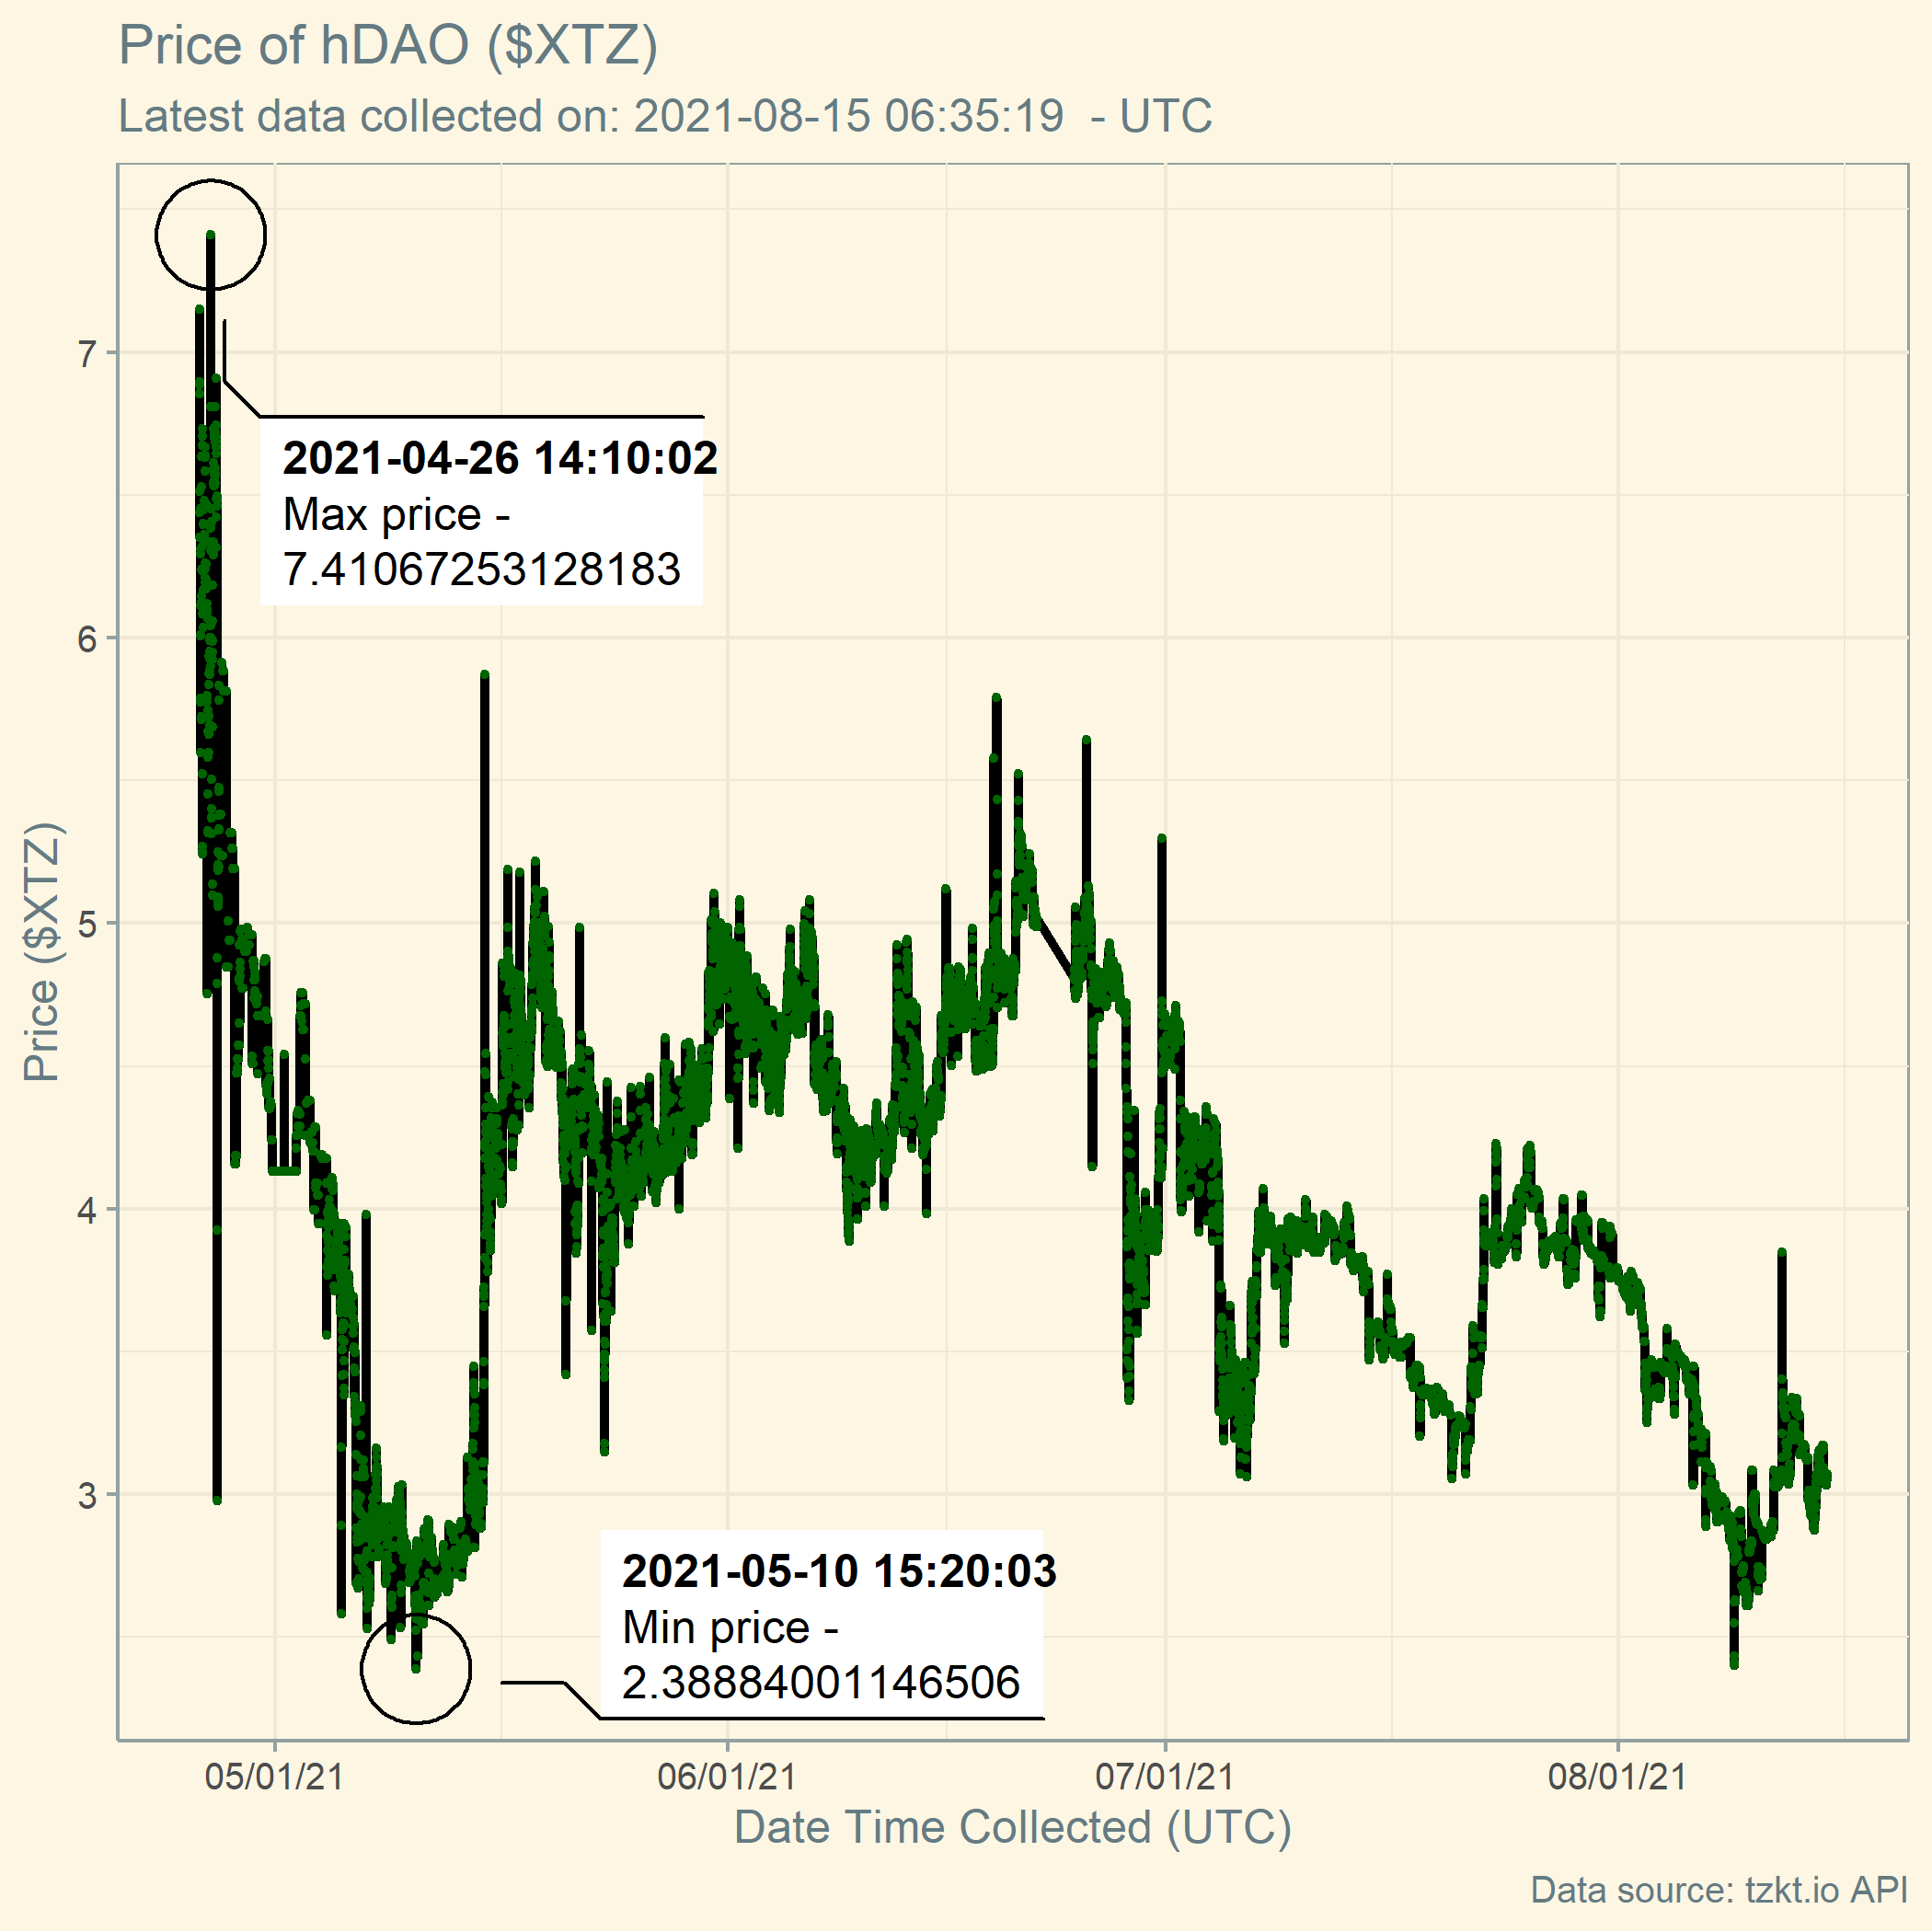 Price of hDAO ($XTZ)
Latest data collected on: 2021-08-15 06:35:19  - UTC
7
6
5
4
3
Price ($XTZ)
2021-04-26 14:10:02
Max price -
7.41067253128183
2021-05-10 15:20:03
Min price -
2.38884001146506
05/01/21
06/01/21
07/01/21
08/01/21
Date Time Collected (UTC)
Data source: tzkt.io API